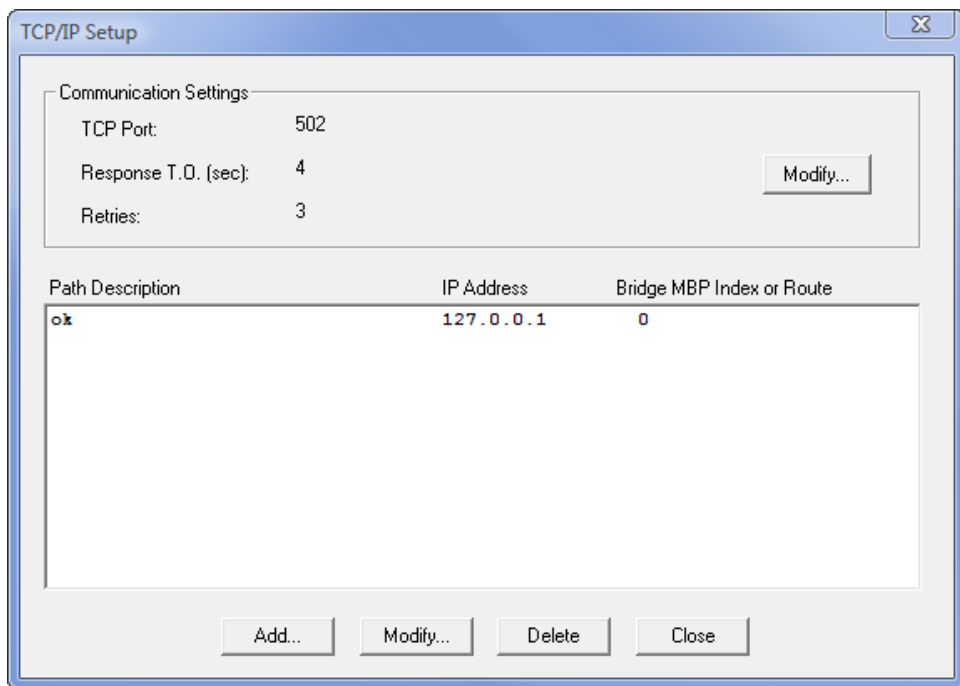 TCP/IP Setup
Communication Settings
TCP Port: 502
Response T.O. (sec): 4
Modify...
Retries: 3
Path Description IP Address Bridge MBP Index or Route
ok 127.0.0.1 0
Add... Modify... Delete Close